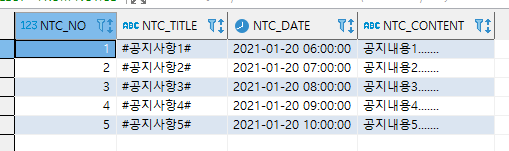 123 NTC_NO ABC NTC_TITLE NTC_DATE ABC NTC_CONTENT
1 #공지사항1# 2021-01-20 06:00:00 공지내용1.......
2 #공지사항2# 2021-01-20 07:00:00 공지내용2.......
3 #공지사항3# 2021-01-20 08:00:00 공지내용3.......
4 #공지사항4# 2021-01-20 09:00:00 공지내용4.......
5 #공지사항5# 2021-01-20 10:00:00 공지내용5.......